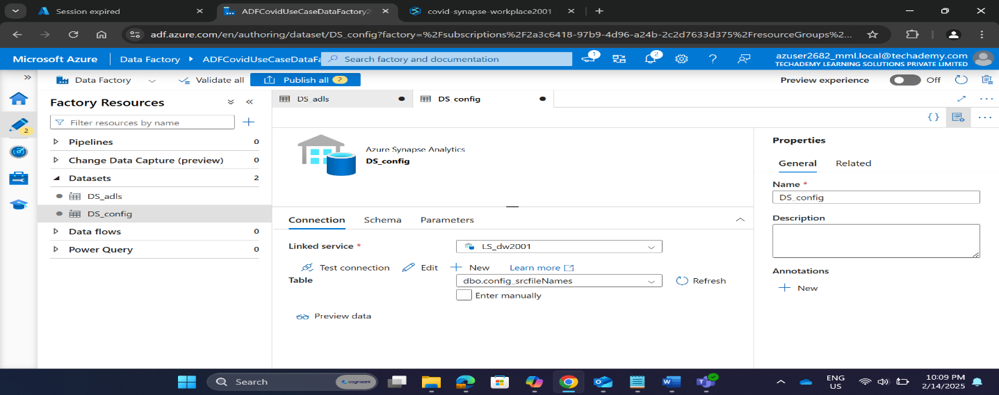 Session expired
ADFCovidUseCaseDataFactory2
covid-synapse-workplace2001
adf.azure.com/en/authoring/dataset/DS_config?factory=%2Fsubscriptions%2F2a3c6418-97b9-4d96-a24b-2c2d7633d375%2FresourceGroups%2...
Microsoft Azure
Data Factory
ADFCovidUseCaseDataFa
Search factory and documentation
1
2
azuser2682_mml.local@techademy.com
TECHADEMY LEARNING SOLUTIONS PRIVATE LIMITED
Data Factory
Validate all
Publish all 2
Preview experience
Off
2
Factory Resources
Filter resources by name
Pipelines 0
Change Data Capture (preview) 0
Datasets 2
DS_adls
DS_config
Data flows 0
Power Query 0
DS adls
DS config
Azure Synapse Analytics
DS_config
Connection
Schema
Parameters
Linked service *
LS_dw2001
Test connection
Edit
New
Learn more
Table
dbo.config_srcfileNames
Refresh
Enter manually
Preview data
Properties
General
Related
Name *
DS_config
Description
Annotations
New
Search
cognizant
ENG
US
10:09 PM
2/14/2025